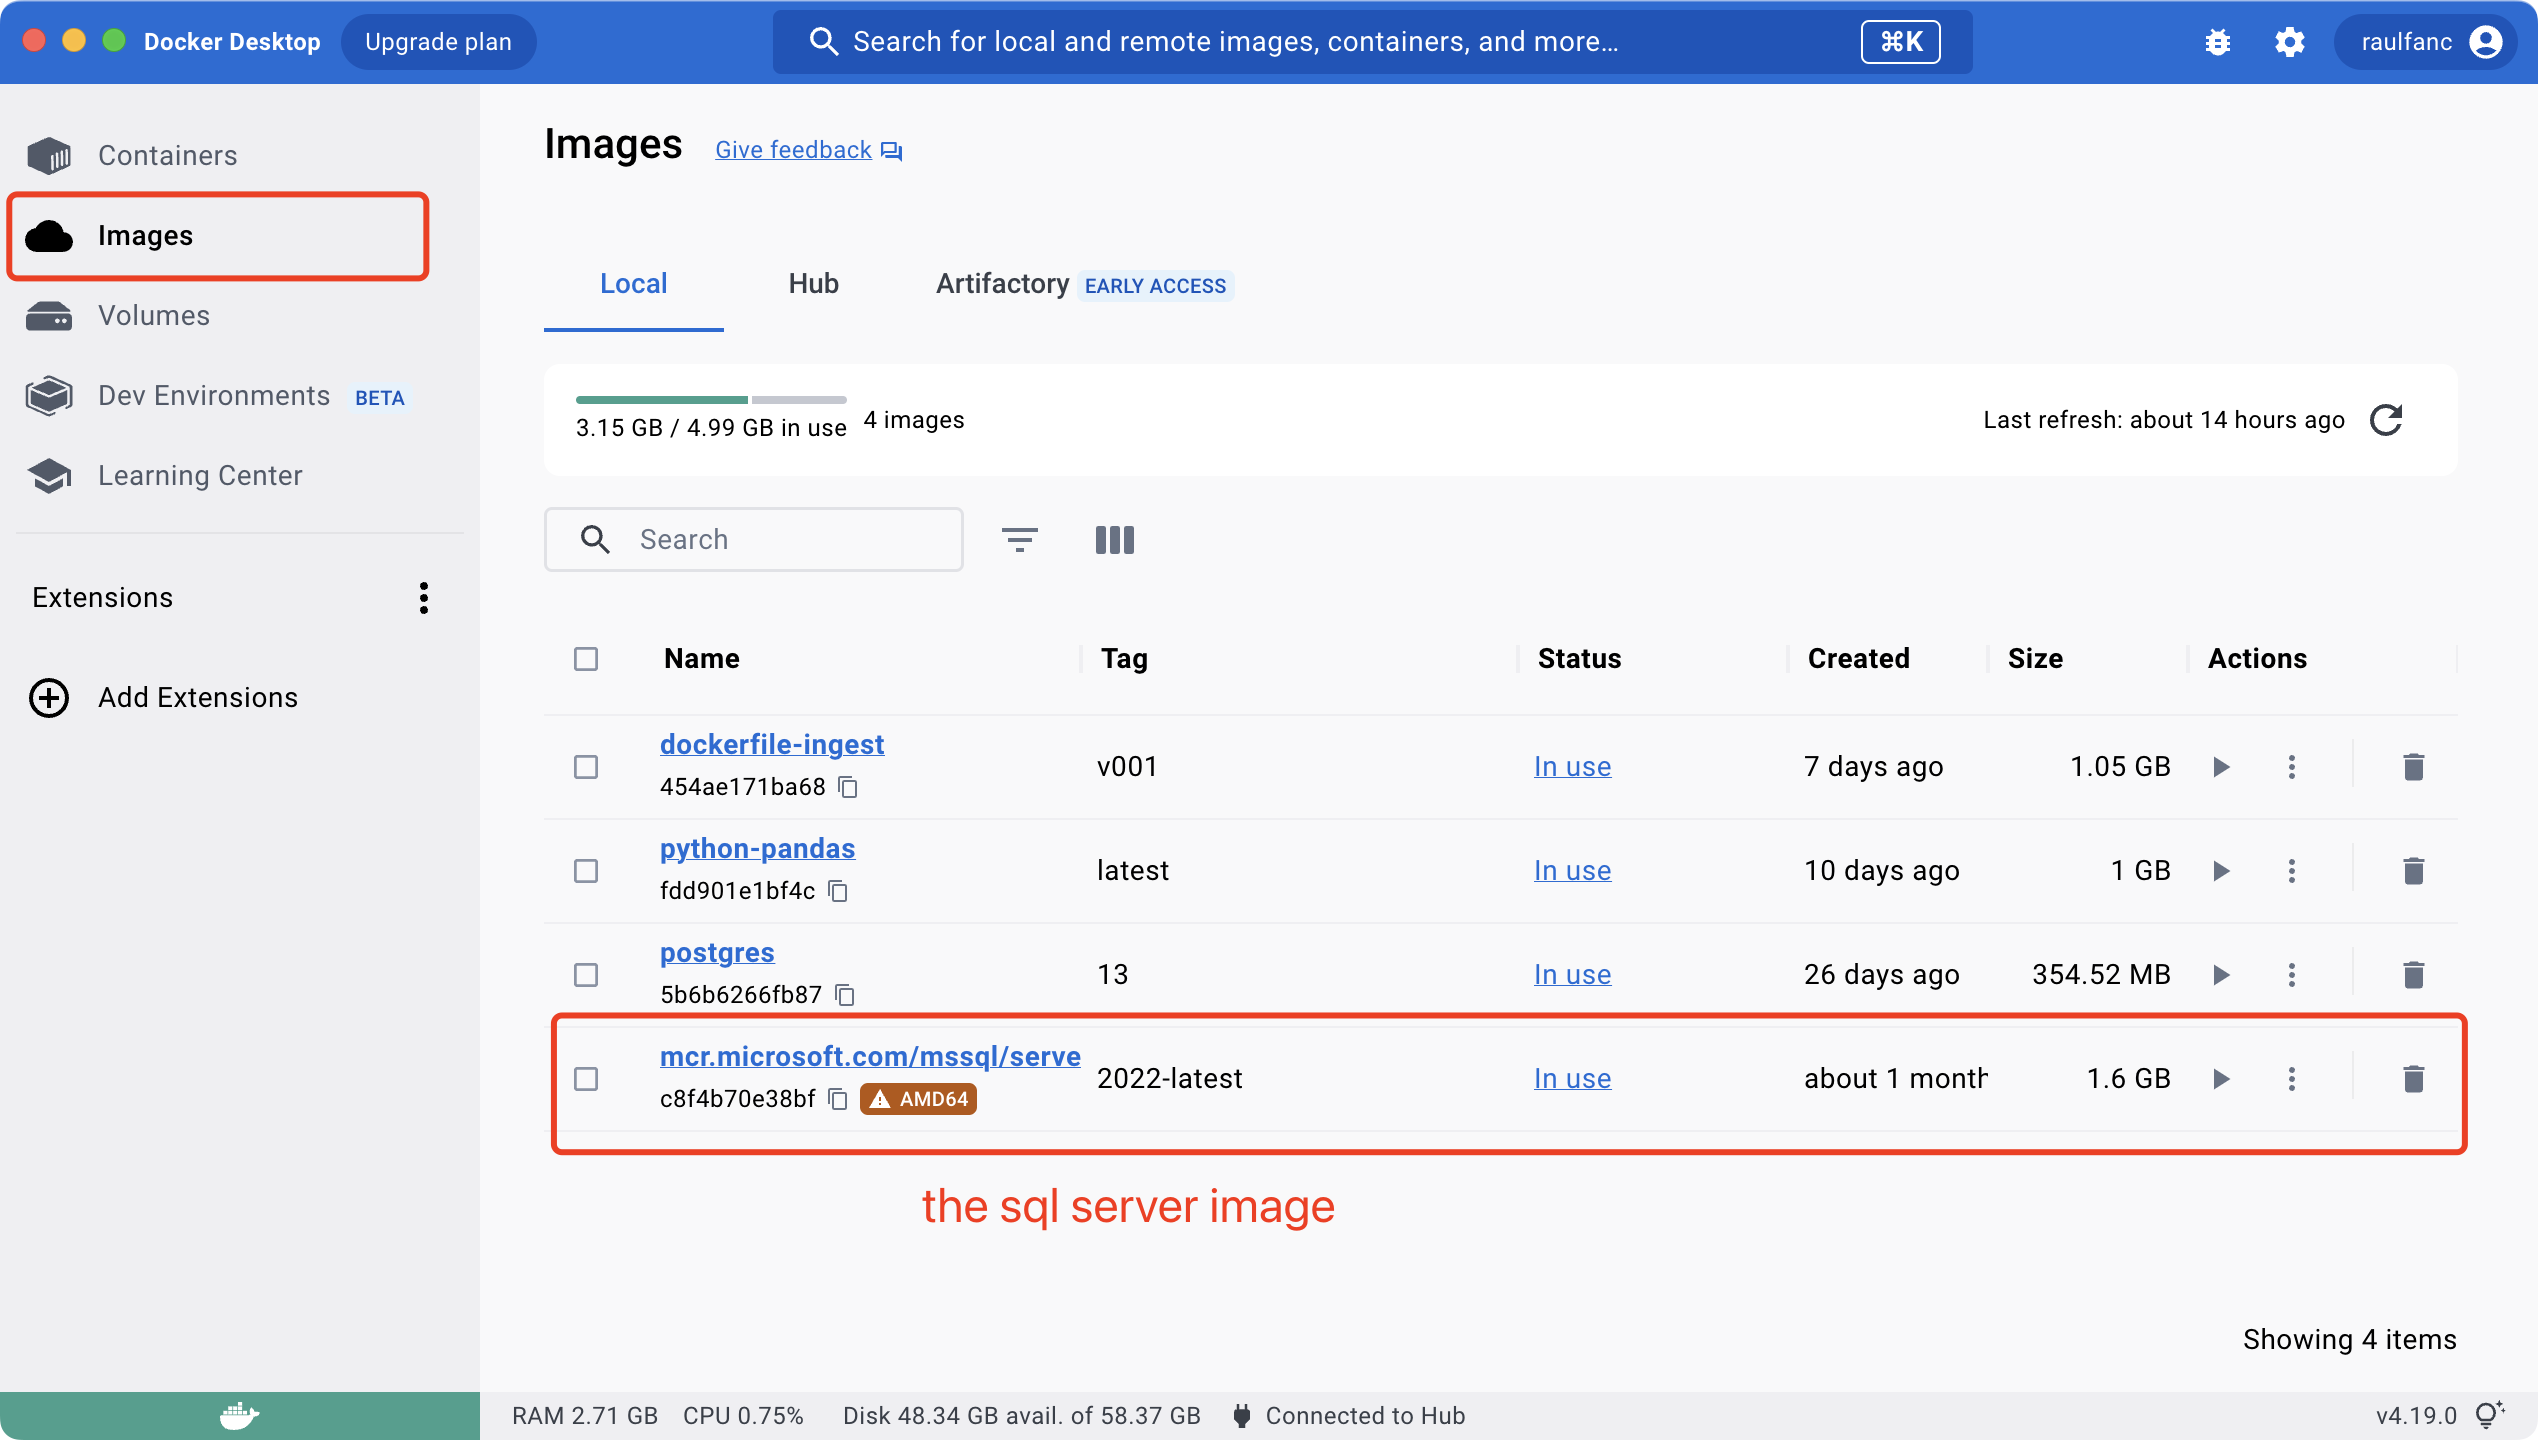 Docker Desktop Upgrade plan Search for local and remote images, containers, and more... ⌘K raulfanc
Containers
Images
Volumes
Dev Environments BETA
Learning Center
Extensions
Add Extensions
Images Give feedback
Local Hub Artifactory EARLY ACCESS
3.15 GB / 4.99 GB in use 4 images Last refresh: about 14 hours ago
Search
Name Tag Status Created Size Actions
dockerfile-ingest
454ae171ba68 v001 In use 7 days ago 1.05 GB
python-pandas
fdd901e1bf4c latest In use 10 days ago 1 GB
postgres
5b6b6266fb87 13 In use 26 days ago 354.52 MB
mcr.microsoft.com/mssql/serve
c8f4b70e38bf AMD64 2022-latest In use about 1 month 1.6 GB
the sql server image
Showing 4 items
RAM 2.71 GB CPU 0.75% Disk 48.34 GB avail. of 58.37 GB Connected to Hub v4.19.0